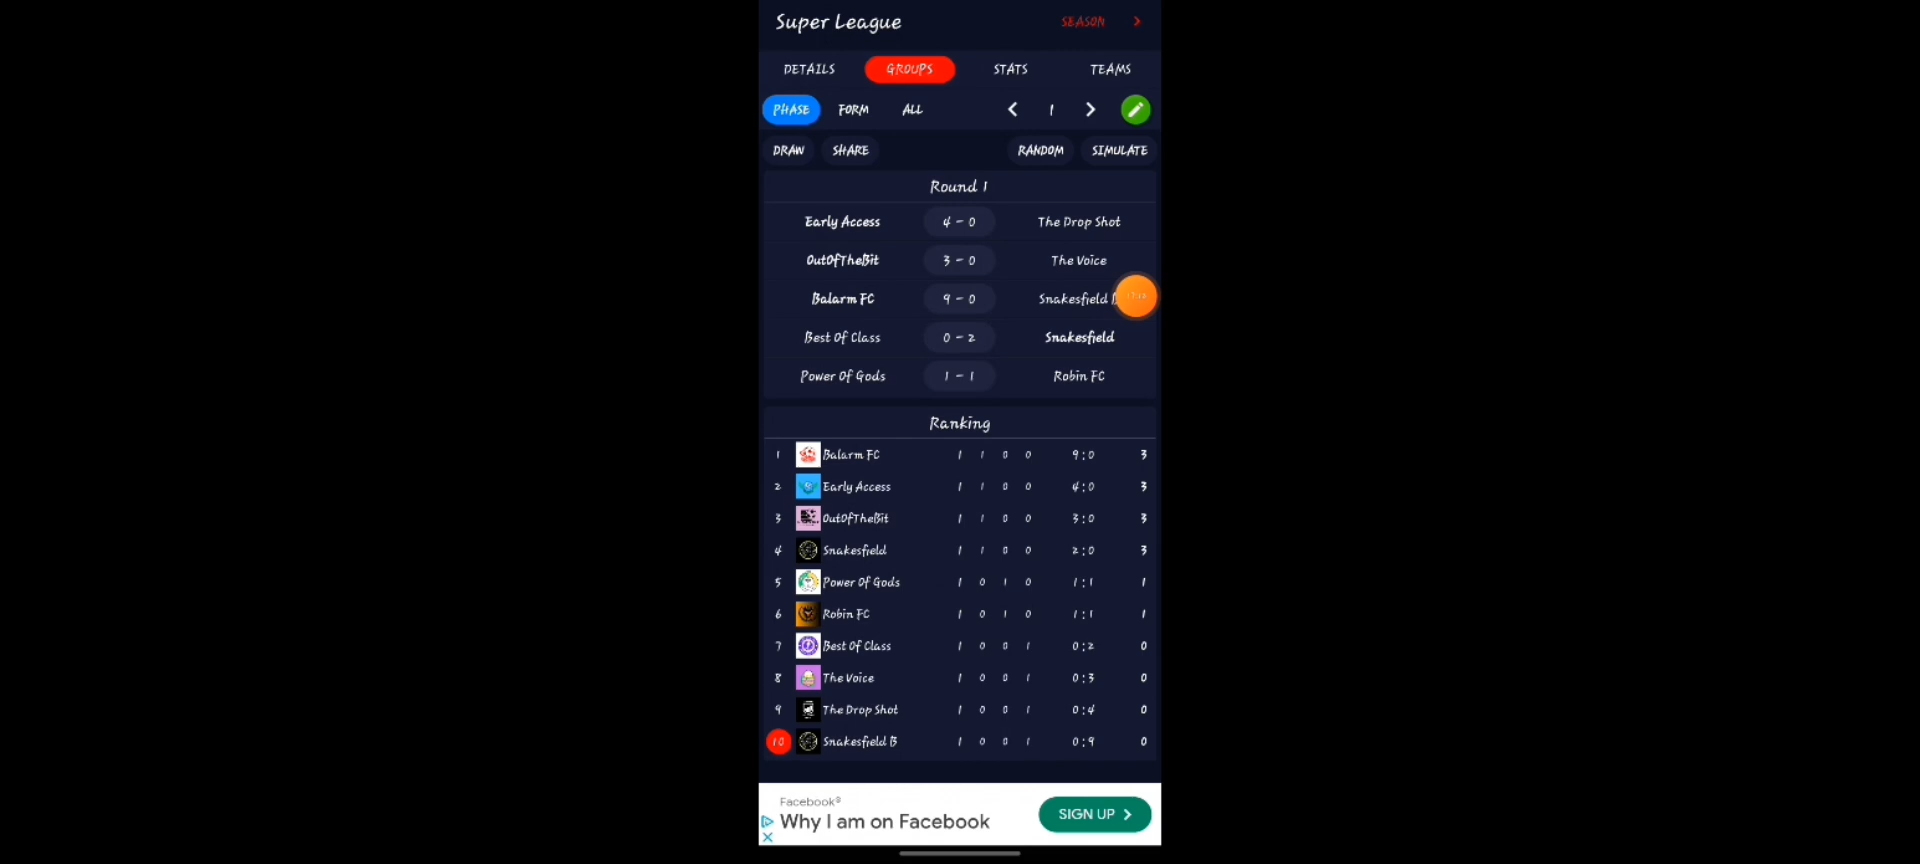 Super League SEASON
DETAILS GROUPS STATS TEAMS
PHASE FORM ALL 1
DRAW SHARE RANDOM SIMULATE
Round 1
Early Access 4 - 0 The Drop Shot
OutOfTheBit 3 - 0 The Voice
Balarm FC 9 - 0 Snakesfield
Best Of Class 0 - 2 Snakesfield
Power Of Gods 1 - 1 Robin FC
Ranking
1 Balarm FC 1 1 0 0 9:0 3
2 Early Access 1 1 0 0 4:0 3
3 OutOfTheBit 1 1 0 0 3:0 3
4 Snakesfield 1 1 0 0 2:0 3
5 Power Of Gods 1 0 1 0 1:1 1
6 Robin FC 1 0 1 0 1:1 1
7 Best Of Class 1 0 0 1 0:2 0
8 The Voice 1 0 0 1 0:3 0
9 The Drop Shot 1 0 0 1 0:4 0
10 Snakesfield B 1 0 0 1 0:9 0
Facebook®
Why I am on Facebook
SIGN UP